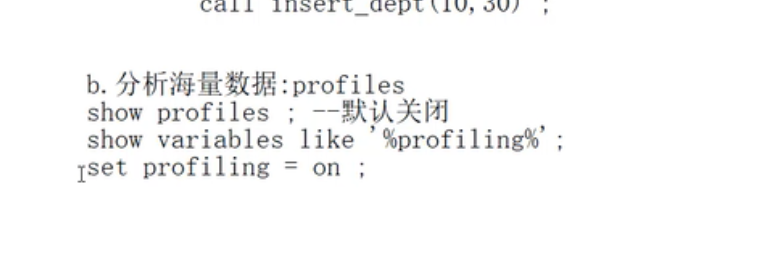 call insert_dept(10,30) ;
b.分析海量数据:profiles
show profiles ; --默认关闭
show variables like '%profiling%';
set profiling = on ;